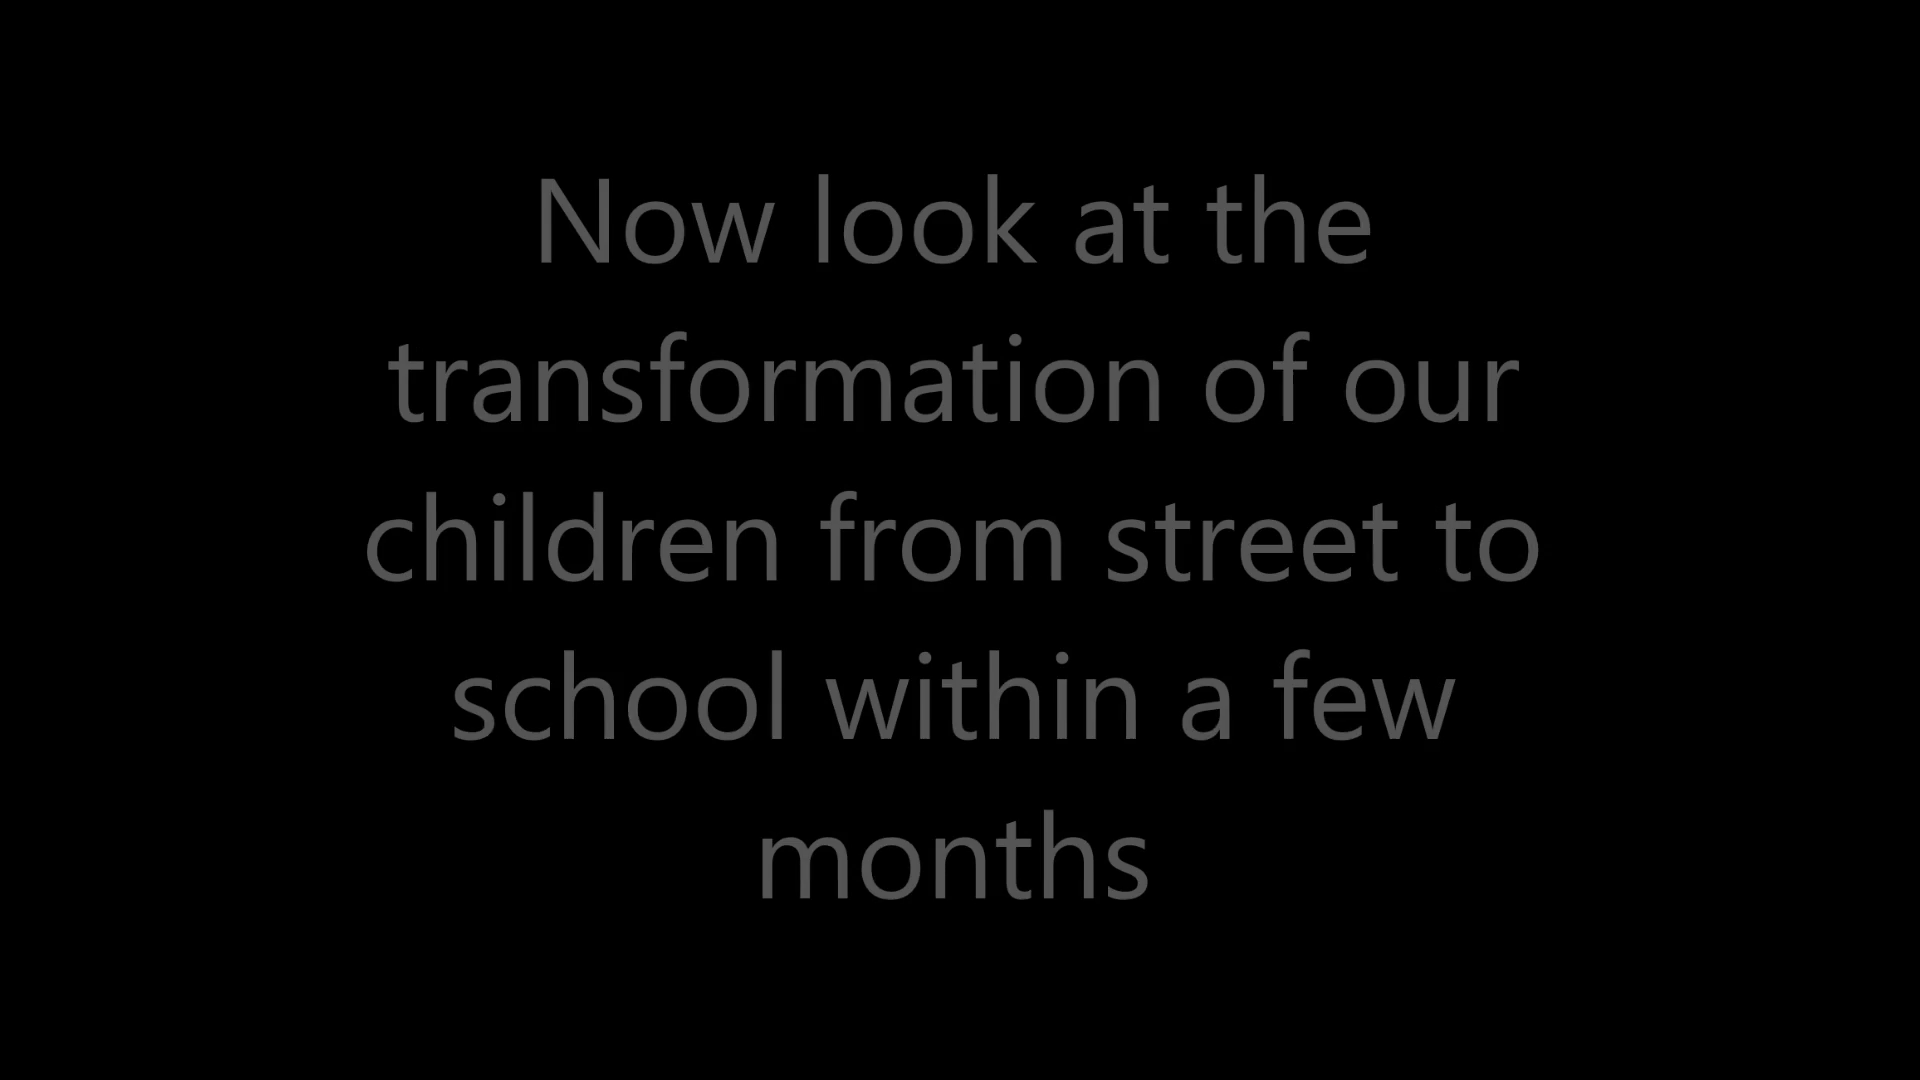 Now look at the
transformation of our
children from street to
school within a few
months